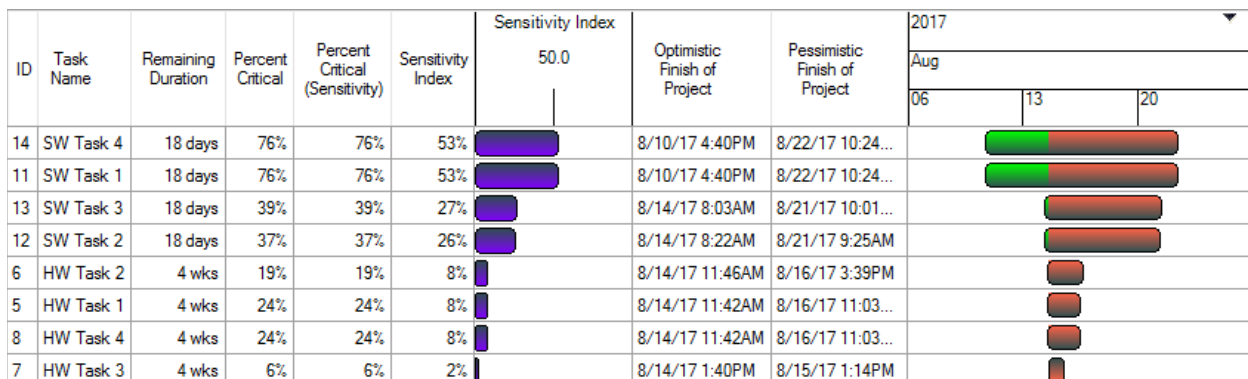 ID Task Name Remaining Duration Percent Critical Percent Critical (Sensitivity) Sensitivity Index Sensitivity Index 50.0 Optimistic Finish of Project Pessimistic Finish of Project 2017
Aug
06 13 20
14 SW Task 4 18 days 76% 76% 53% 8/10/17 4:40PM 8/22/17 10:24...
11 SW Task 1 18 days 76% 76% 53% 8/10/17 4:40PM 8/22/17 10:24...
13 SW Task 3 18 days 39% 39% 27% 8/14/17 8:03AM 8/21/17 10:01...
12 SW Task 2 18 days 37% 37% 26% 8/14/17 8:22AM 8/21/17 9:25AM
6 HW Task 2 4 wks 19% 19% 8% 8/14/17 11:46AM 8/16/17 3:39PM
5 HW Task 1 4 wks 24% 24% 8% 8/14/17 11:42AM 8/16/17 11:03...
8 HW Task 4 4 wks 24% 24% 8% 8/14/17 11:42AM 8/16/17 11:03...
7 HW Task 3 4 wks 6% 6% 2% 8/14/17 1:40PM 8/15/17 1:14PM